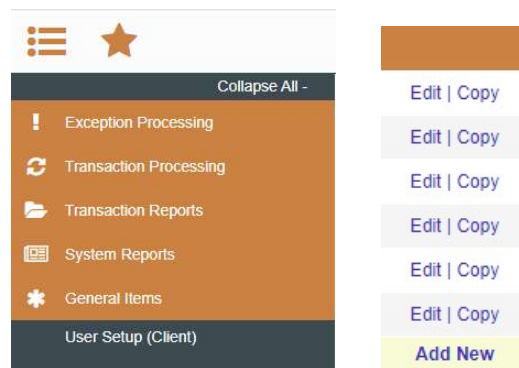 Collapse All -
Exception Processing
Transaction Processing
Transaction Reports
System Reports
General Items
User Setup (Client)
Edit | Copy
Edit | Copy
Edit | Copy
Edit | Copy
Edit | Copy
Edit | Copy
Add New